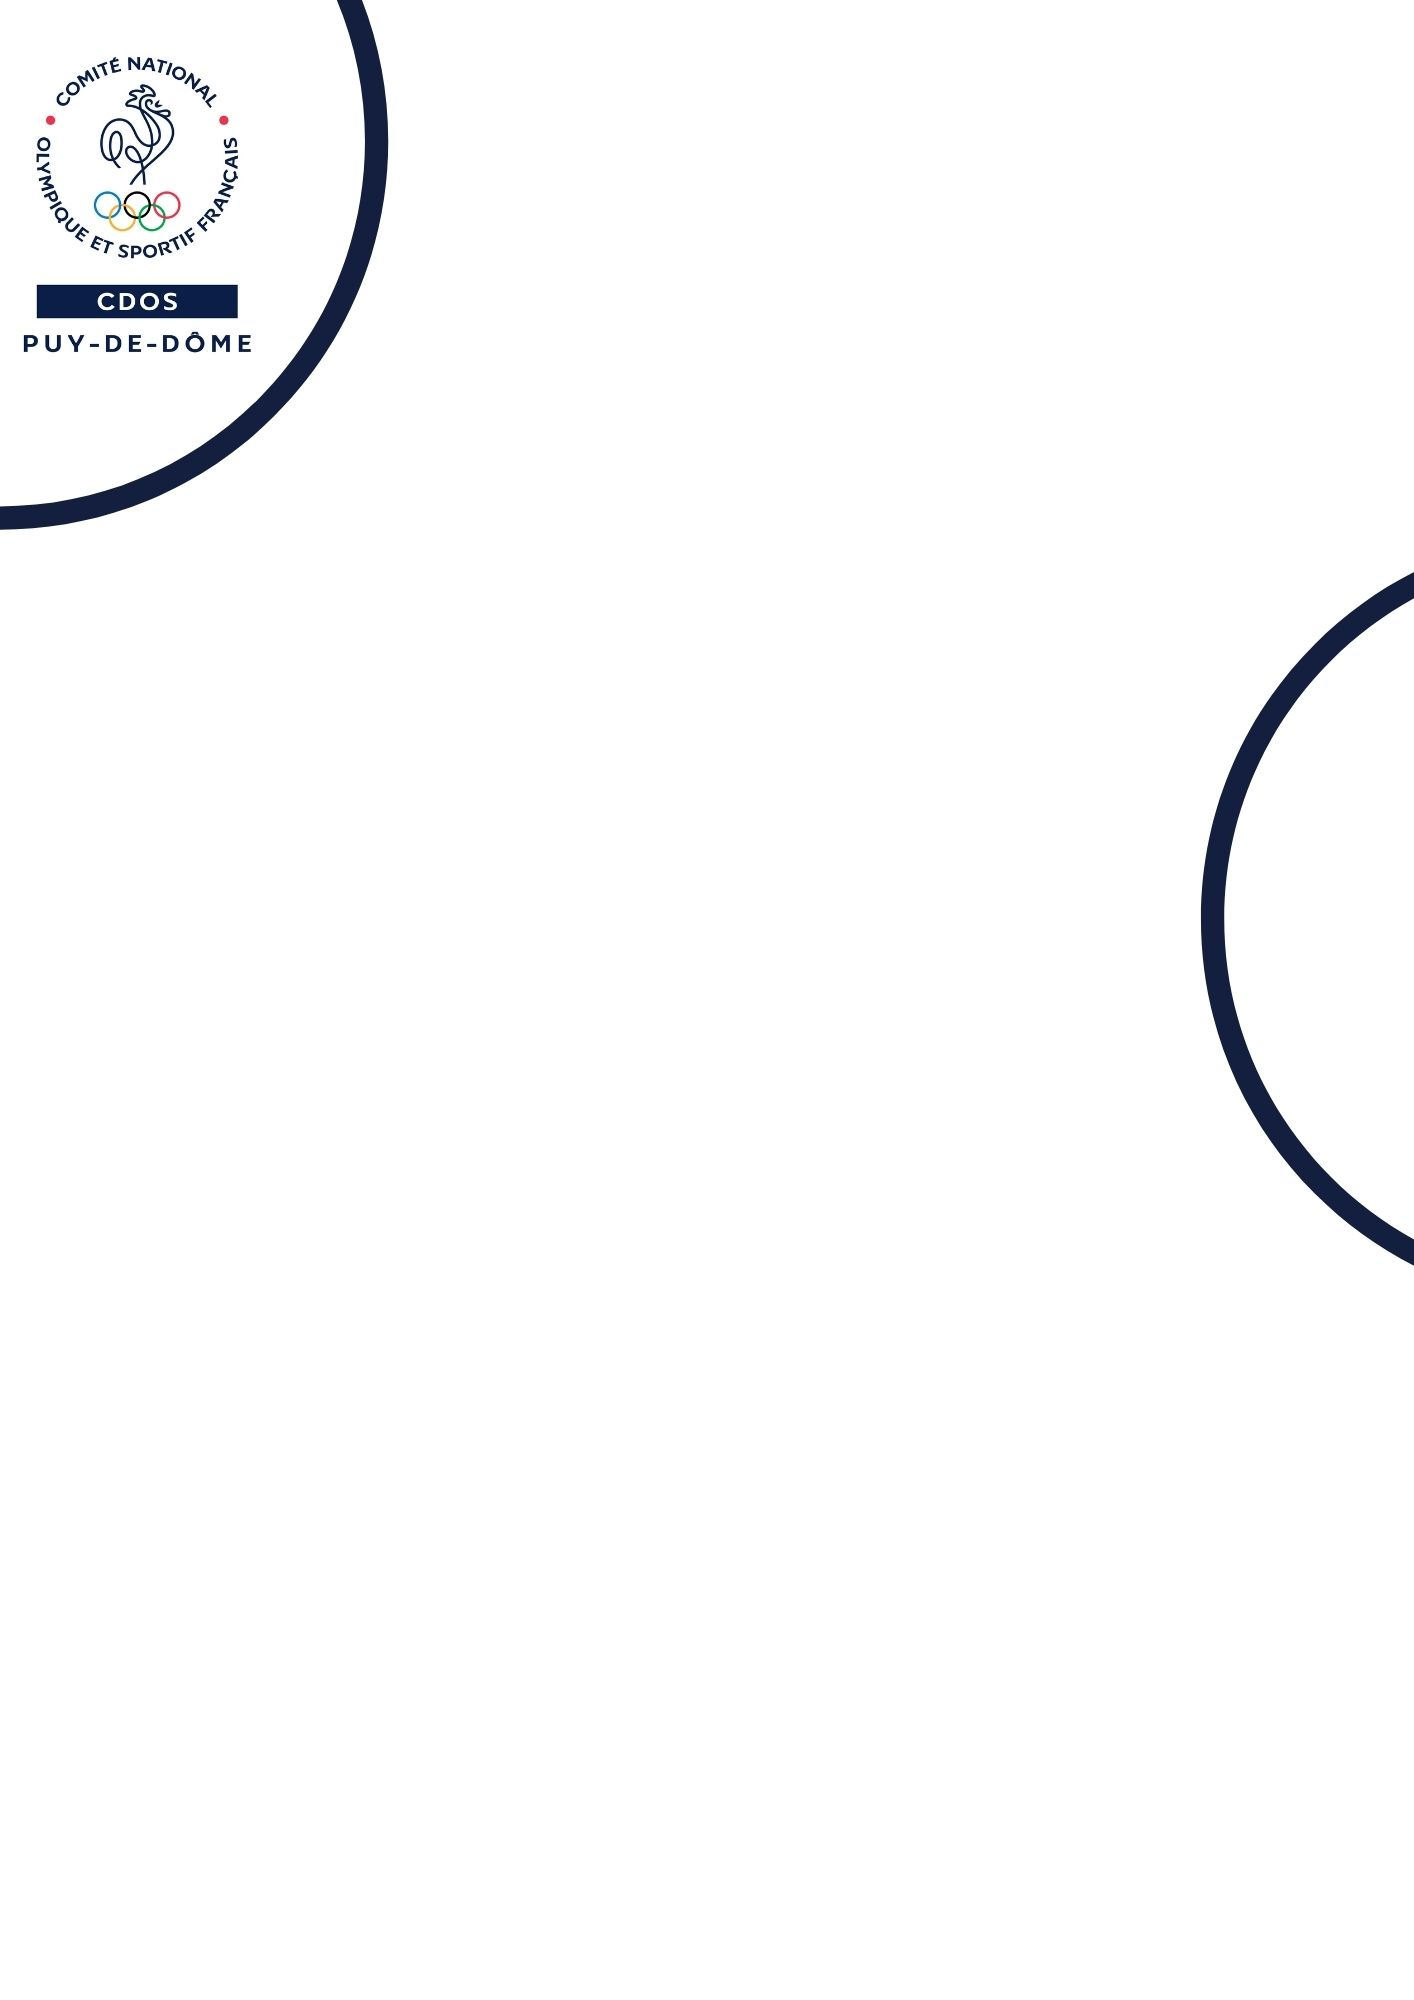 COMITÉ NATIONAL
OLYMPIQUE ET SPORTIF FRANÇAIS
CDOS
PUY-DE-DÔME